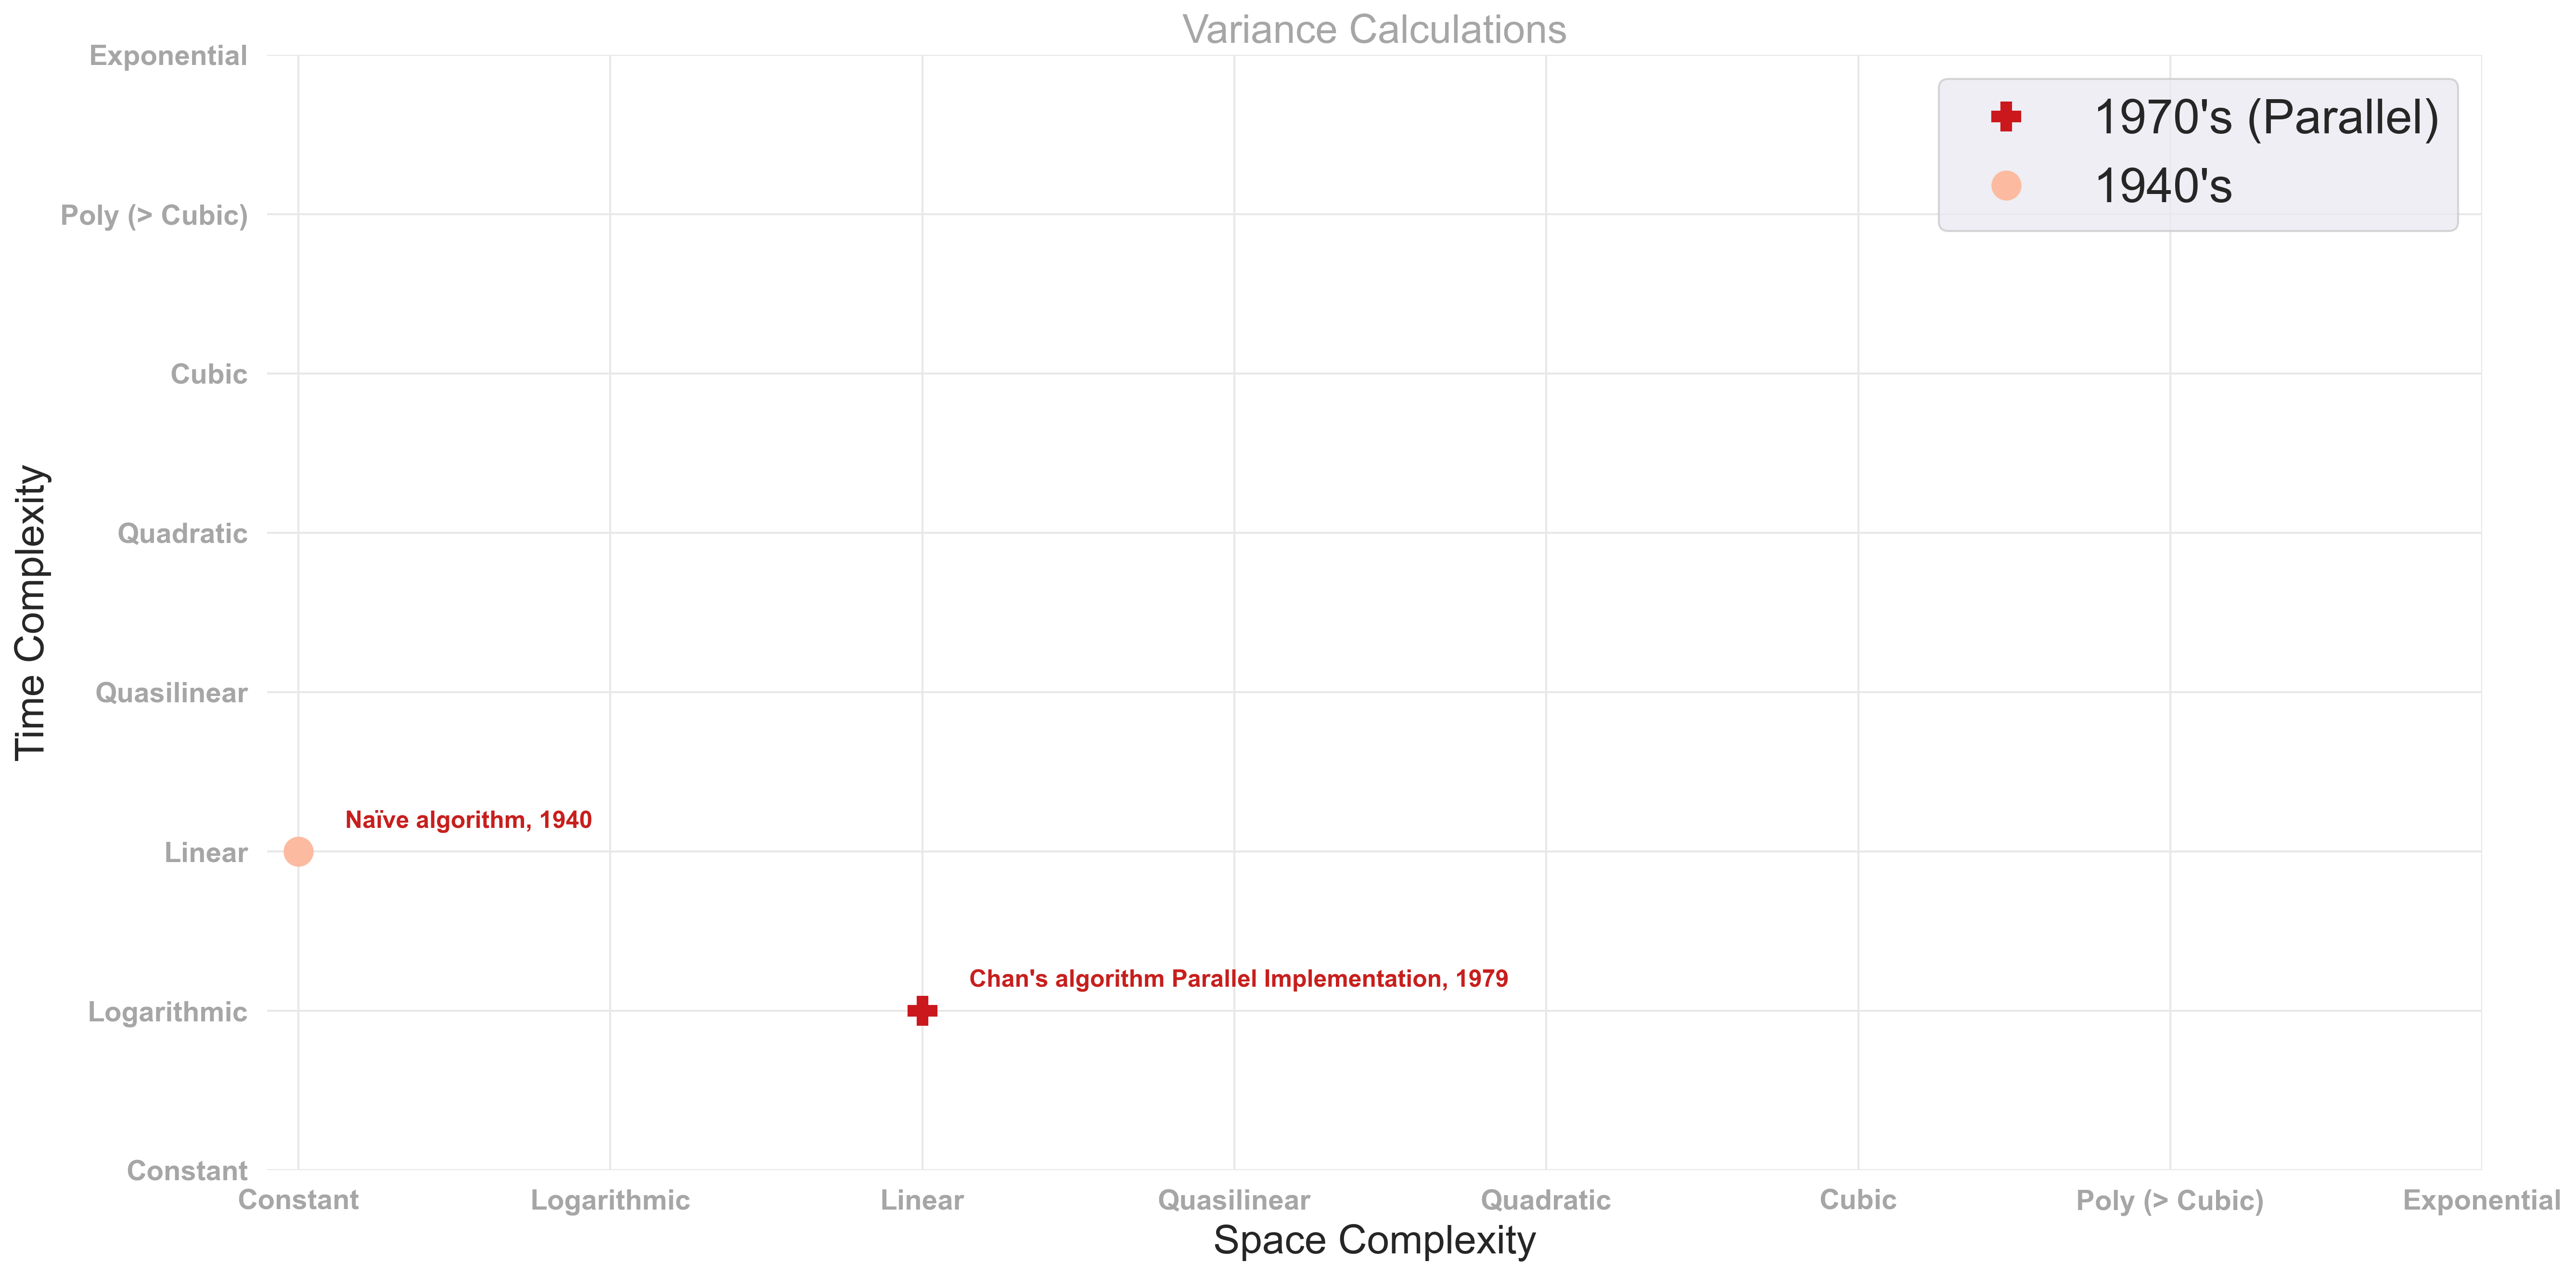 Variance Calculations
Exponential
Poly (> Cubic)
Cubic
Quadratic
Quasilinear
Linear
Logarithmic
Constant
Time Complexity
1970's (Parallel)
1940's
Naïve algorithm, 1940
Chan's algorithm Parallel Implementation, 1979
Constant
Logarithmic
Linear
Quasilinear
Quadratic
Cubic
Poly (> Cubic)
Exponential
Space Complexity